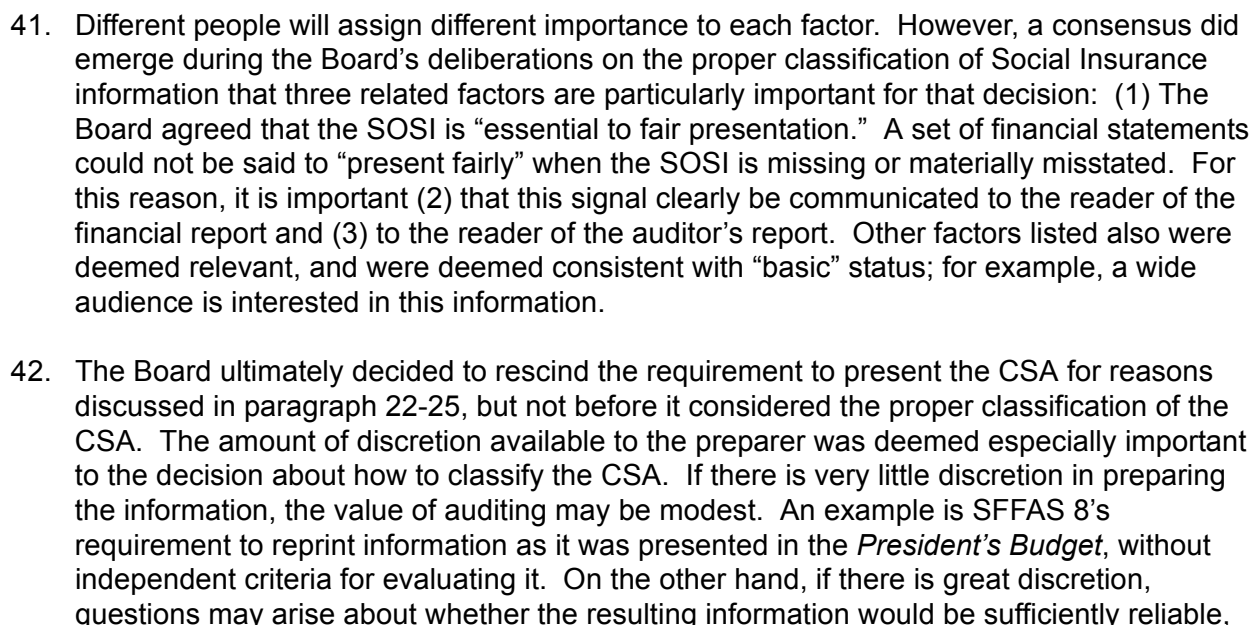 41. Different people will assign different importance to each factor. However, a consensus did
emerge during the Board’s deliberations on the proper classification of Social Insurance
information that three related factors are particularly important for that decision: (1) The
Board agreed that the SOSI is “essential to fair presentation.” A set of financial statements
could not be said to “present fairly” when the SOSI is missing or materially misstated. For
this reason, it is important (2) that this signal clearly be communicated to the reader of the
financial report and (3) to the reader of the auditor’s report. Other factors listed also were
deemed relevant, and were deemed consistent with “basic” status; for example, a wide
audience is interested in this information.
42. The Board ultimately decided to rescind the requirement to present the CSA for reasons
discussed in paragraph 22-25, but not before it considered the proper classification of the
CSA. The amount of discretion available to the preparer was deemed especially important
to the decision about how to classify the CSA. If there is very little discretion in preparing
the information, the value of auditing may be modest. An example is SFFAS 8’s
requirement to reprint information as it was presented in the President’s Budget, without
independent criteria for evaluating it. On the other hand, if there is great discretion,
questions may arise about whether the resulting information would be sufficiently reliable,